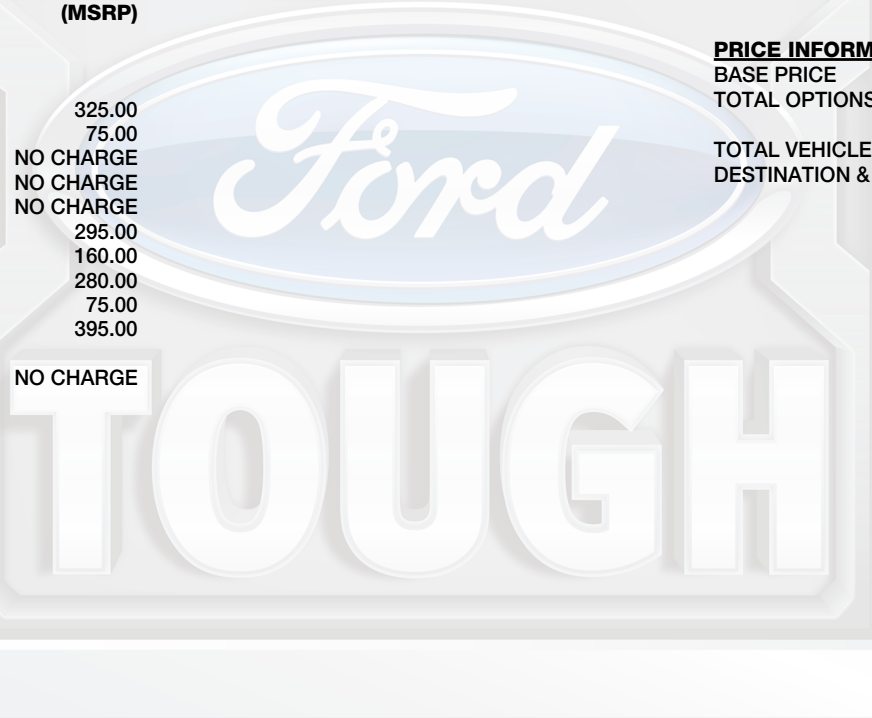 (MSRP)
PRICE INFORM
BASE PRICE
TOTAL OPTIONS
325.00
75.00
NO CHARGE
NO CHARGE
NO CHARGE
295.00
160.00
280.00
75.00
395.00
NO CHARGE
TOTAL VEHICLE
DESTINATION &
Ford
TOUGH